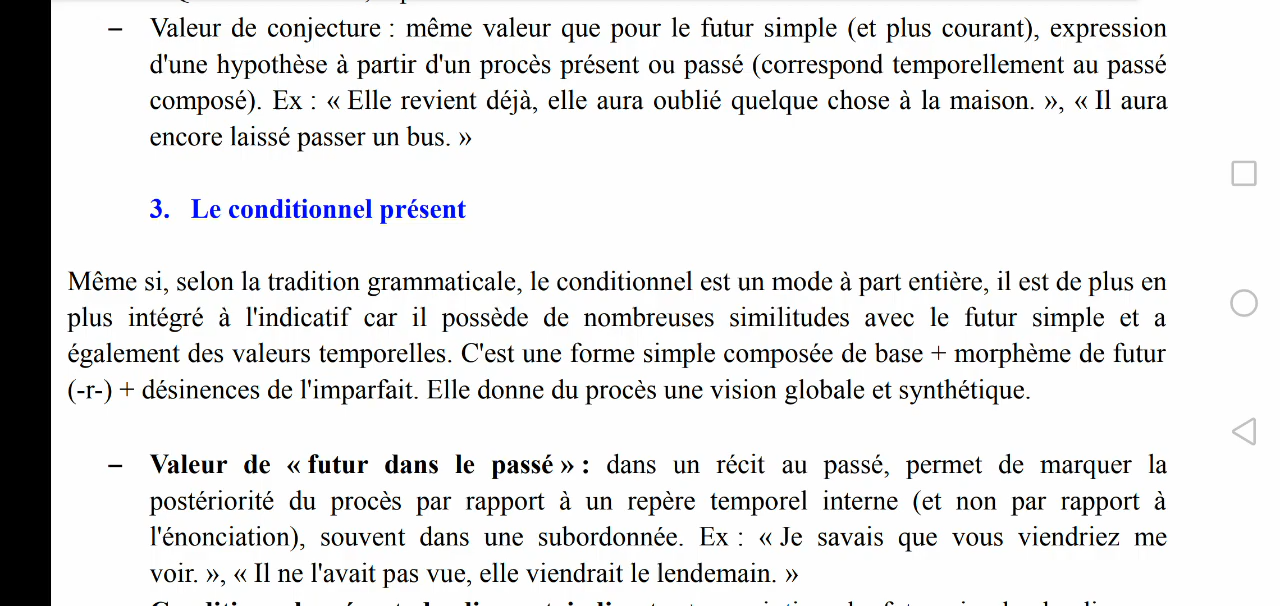 – Valeur de conjecture : même valeur que pour le futur simple (et plus courant), expression
d'une hypothèse à partir d'un procès présent ou passé (correspond temporellement au passé
composé). Ex : « Elle revient déjà, elle aura oublié quelque chose à la maison. », « Il aura
encore laissé passer un bus. »
3. Le conditionnel présent
Même si, selon la tradition grammaticale, le conditionnel est un mode à part entière, il est de plus en
plus intégré à l'indicatif car il possède de nombreuses similitudes avec le futur simple et a
également des valeurs temporelles. C'est une forme simple composée de base + morphème de futur
(-r-) + désinences de l'imparfait. Elle donne du procès une vision globale et synthétique.
– Valeur de « futur dans le passé » : dans un récit au passé, permet de marquer la
postériorité du procès par rapport à un repère temporel interne (et non par rapport à
l'énonciation), souvent dans une subordonnée. Ex : « Je savais que vous viendriez me
voir. », « Il ne l'avait pas vue, elle viendrait le lendemain. »